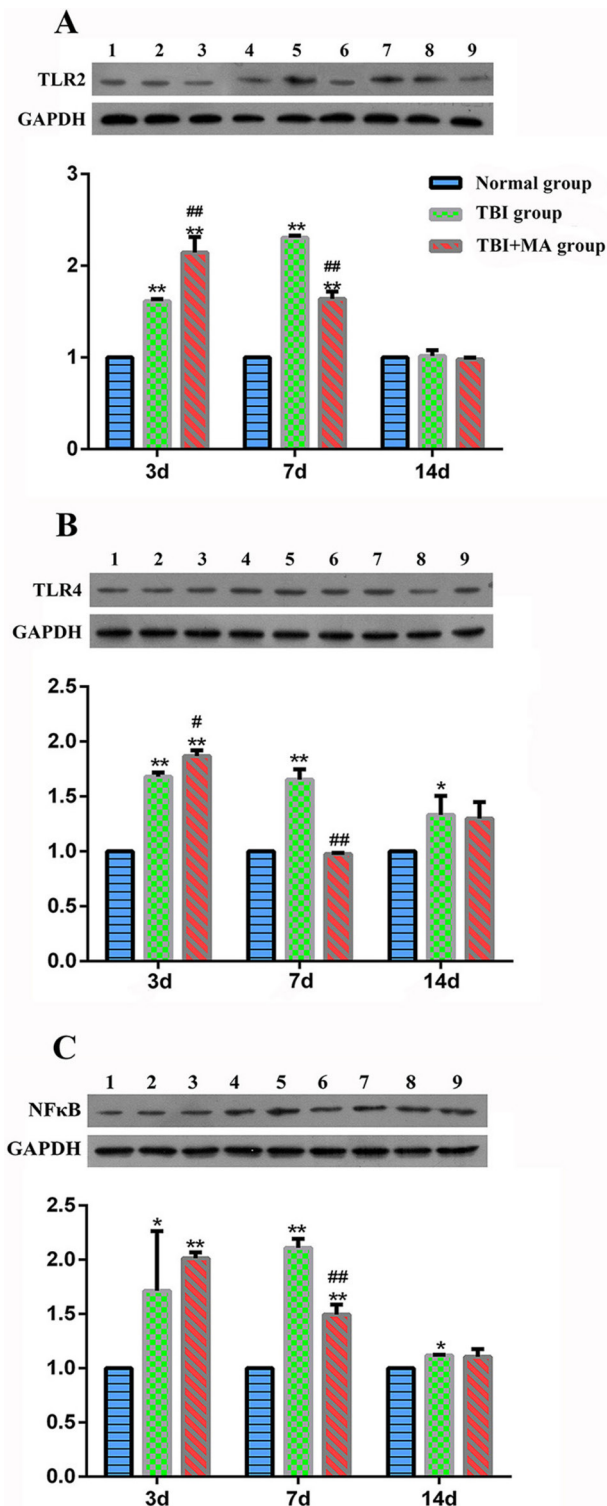 A
1 2 3 4 5 6 7 8 9
TLR2
GAPDH
3
2
1
0
Normal group
TBI group
TBI+MA group
**
##
**
**
##
**
3d 7d 14d
B
1 2 3 4 5 6 7 8 9
TLR4
GAPDH
2.5
2.0
1.5
1.0
0.5
0.0
**
#
**
**
##
*
3d 7d 14d
C
1 2 3 4 5 6 7 8 9
NFκB
GAPDH
2.5
2.0
1.5
1.0
0.5
0.0
*
**
**
##
**
*
3d 7d 14d